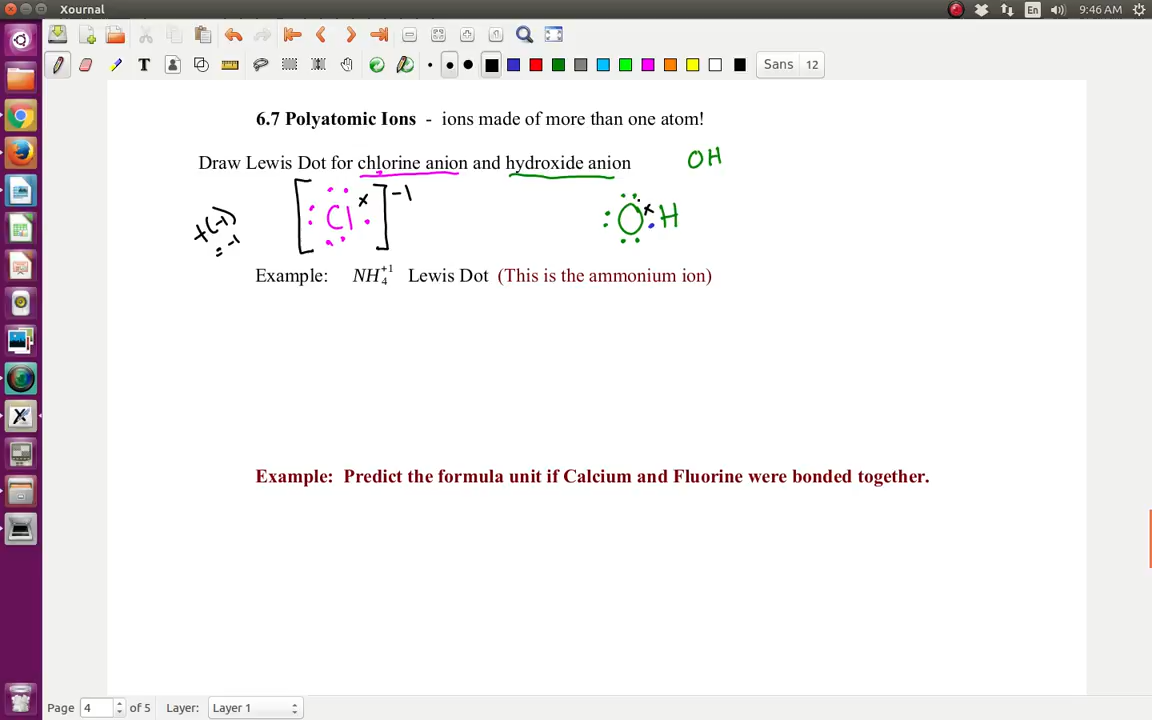 Xournal
En
9:46 AM
T
Sans 12
6.7 Polyatomic Ions - ions made of more than one atom!
Draw Lewis Dot for chlorine anion and hydroxide anion OH
+(-1) = -1
[Cl x] -1
O x H
Example: NH4+1 Lewis Dot (This is the ammonium ion)
Example: Predict the formula unit if Calcium and Fluorine were bonded together.
Page 4 of 5 Layer: Layer 1